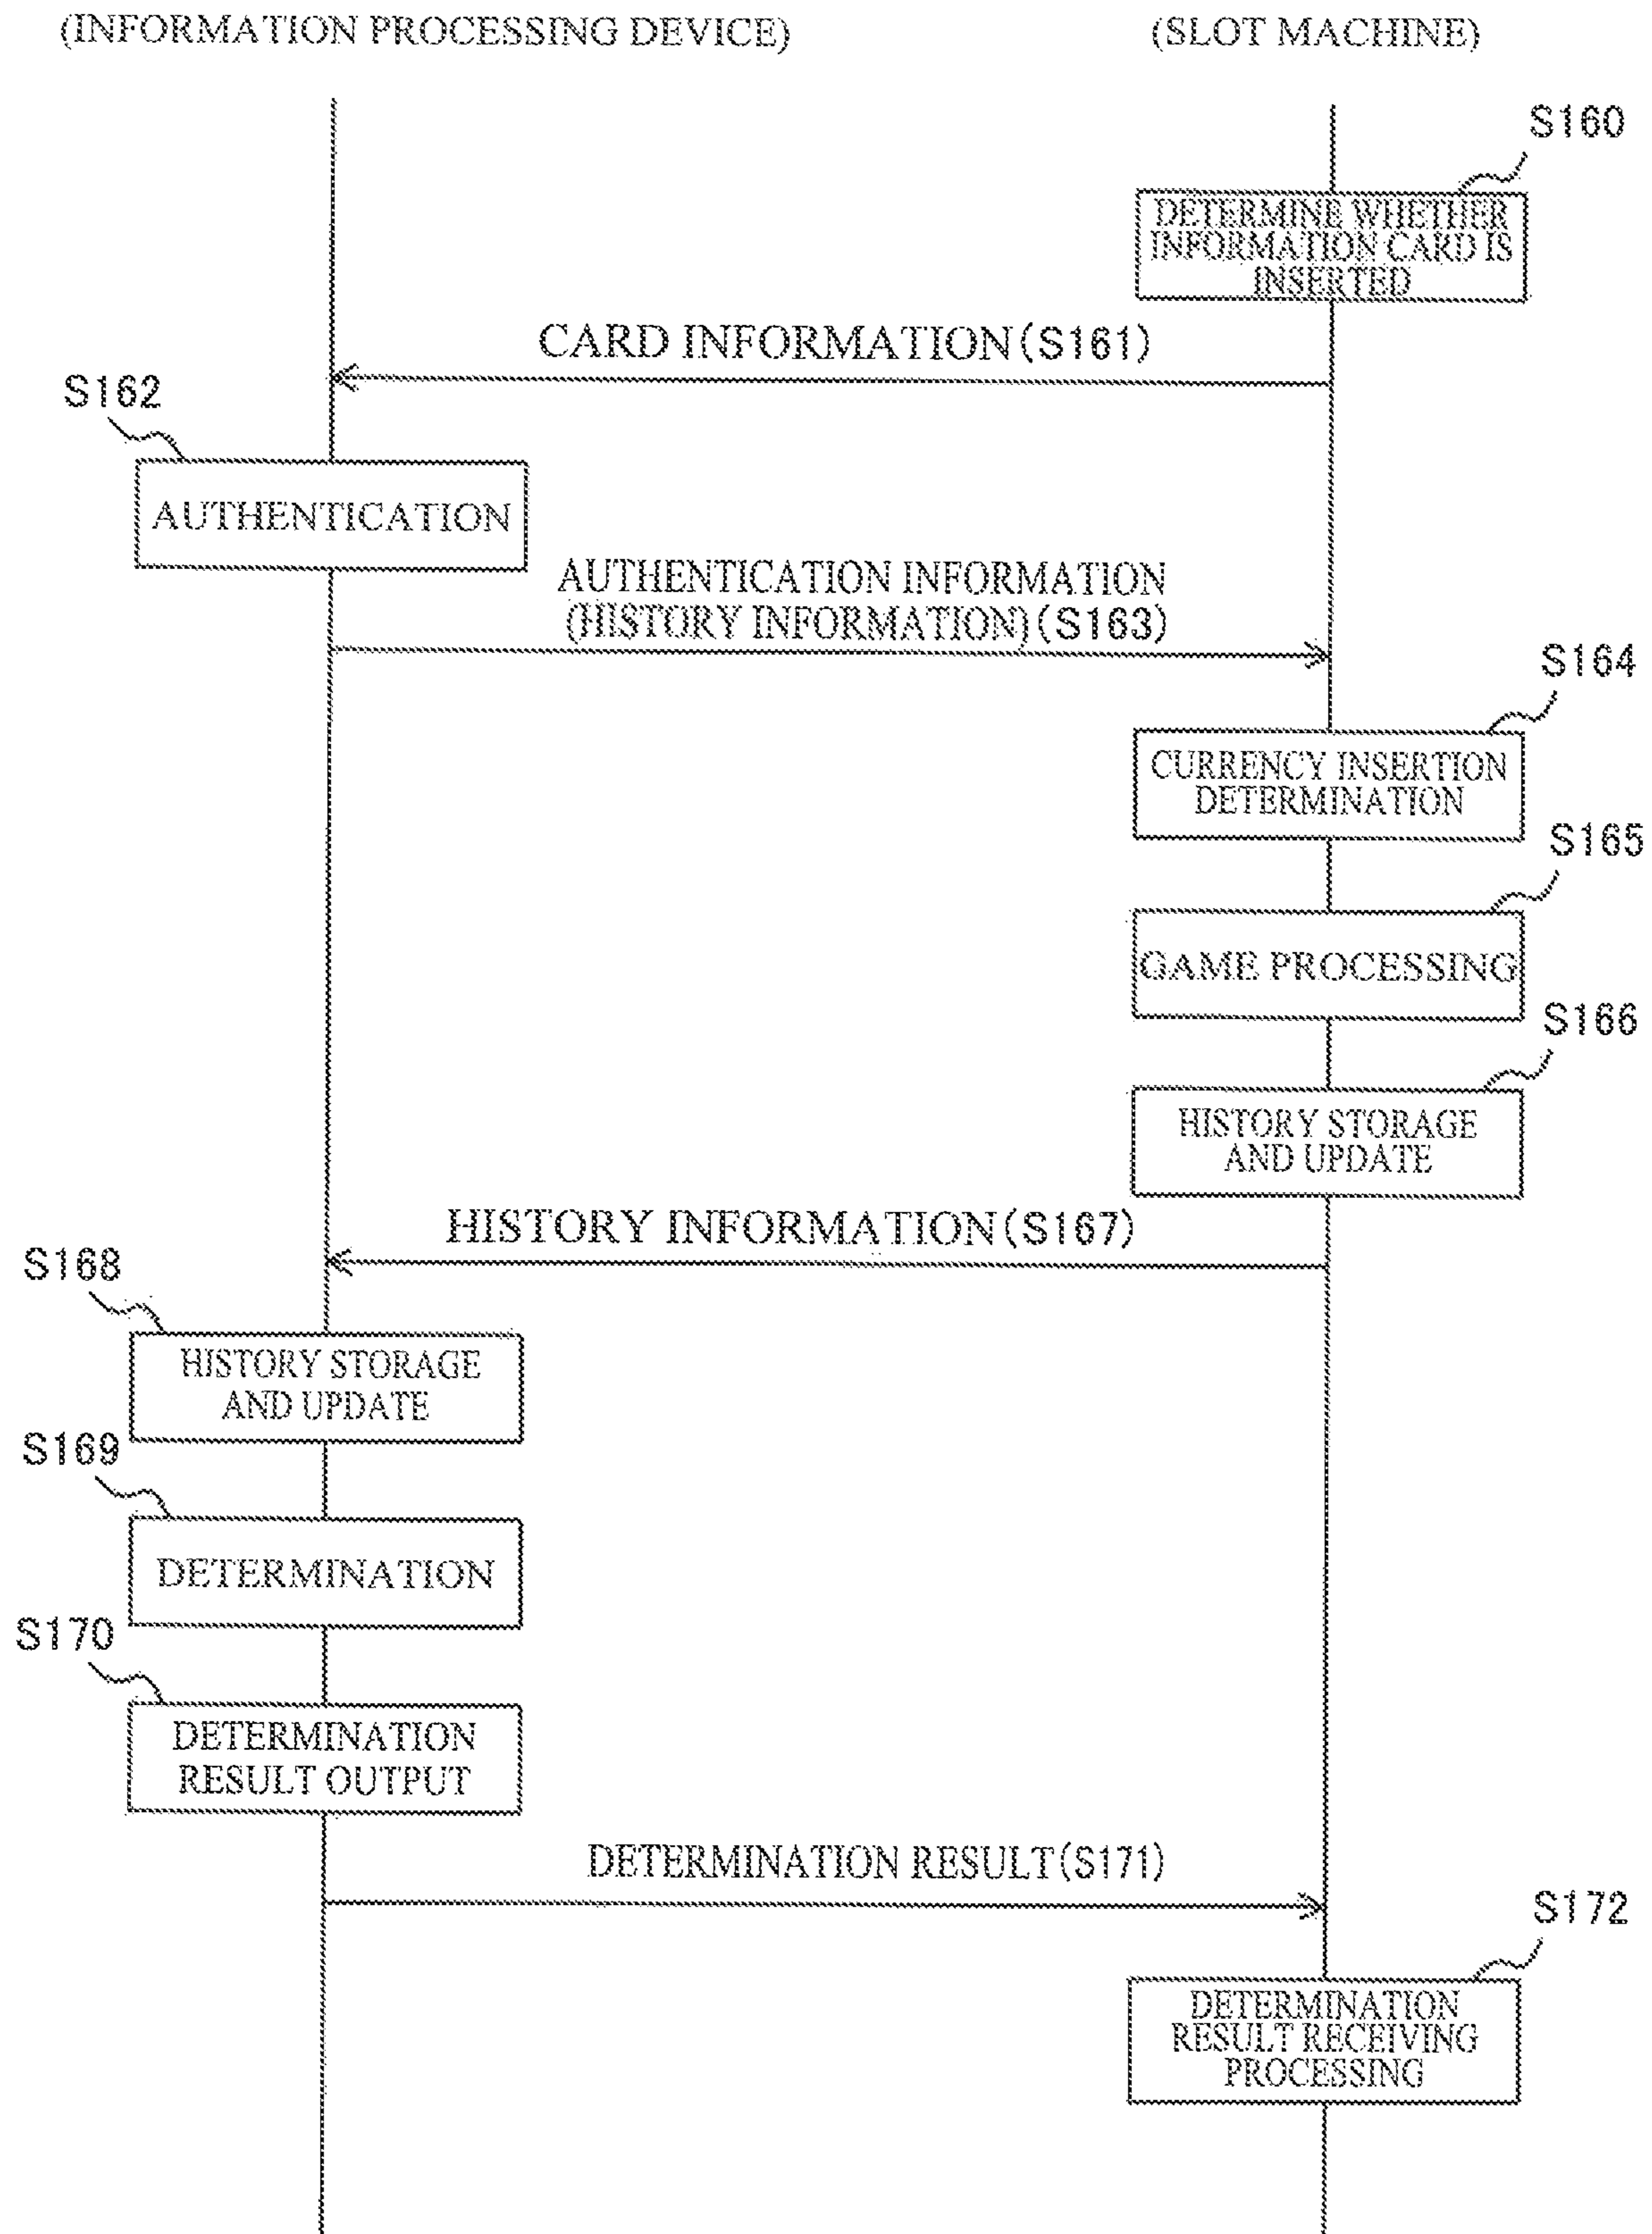 (INFORMATION PROCESSING DEVICE)
(SLOT MACHINE)
S160
DETERMINE WHETHER
INFORMATION CARD IS
INSERTED
CARD INFORMATION(S161)
S162
AUTHENTICATION
AUTHENTICATION INFORMATION
(HISTORY INFORMATION)(S163)
S164
CURRENCY INSERTION
DETERMINATION
S165
GAME PROCESSING
S166
HISTORY STORAGE
AND UPDATE
HISTORY INFORMATION(S167)
S168
HISTORY STORAGE
AND UPDATE
S169
DETERMINATION
S170
DETERMINATION
RESULT OUTPUT
DETERMINATION RESULT(S171)
S172
DETERMINATION
RESULT RECEIVING
PROCESSING